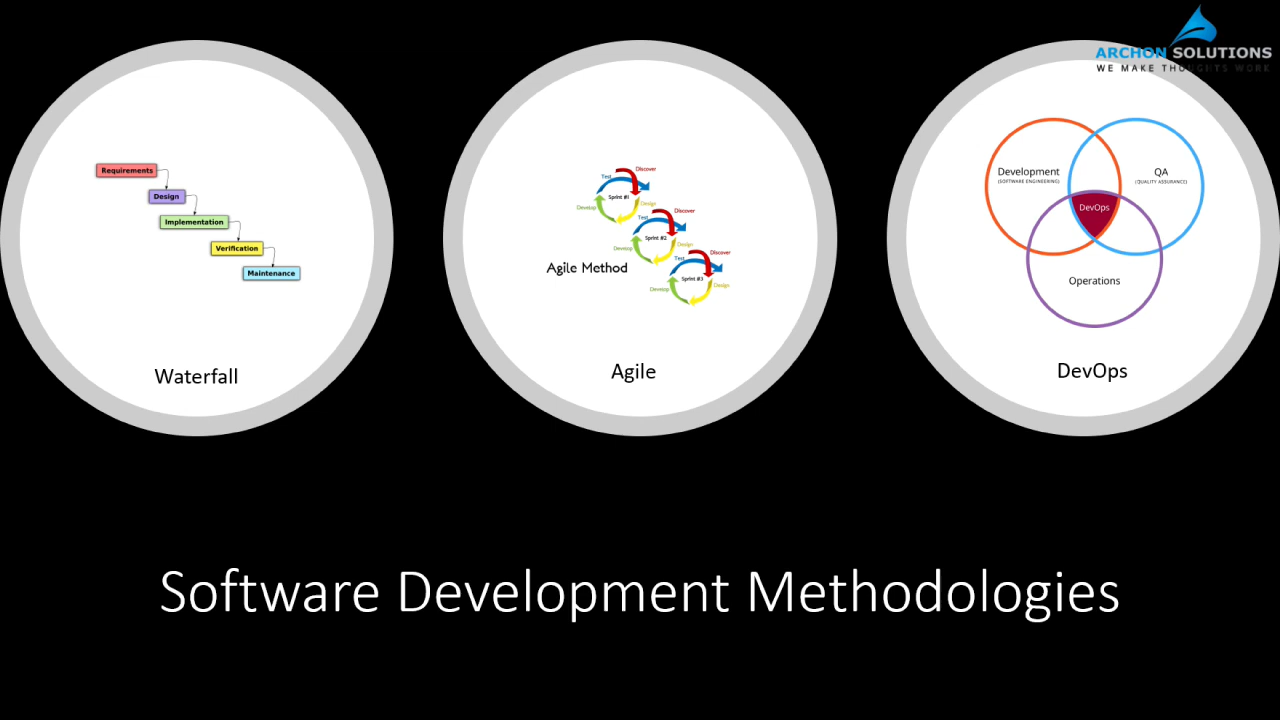 ARCHON SOLUTIONS
WE MAKE THOUGHTS WORK
Requirements
Design
Implementation
Verification
Maintenance
Waterfall
Agile Method
Discover
Test
Sprint #1
Design
Develop
Discover
Test
Sprint #2
Design
Develop
Discover
Test
Sprint #3
Design
Develop
Agile
Development
(SOFTWARE ENGINEERING)
QA
(QUALITY ASSURANCE)
DevOps
Operations
DevOps
Software Development Methodologies